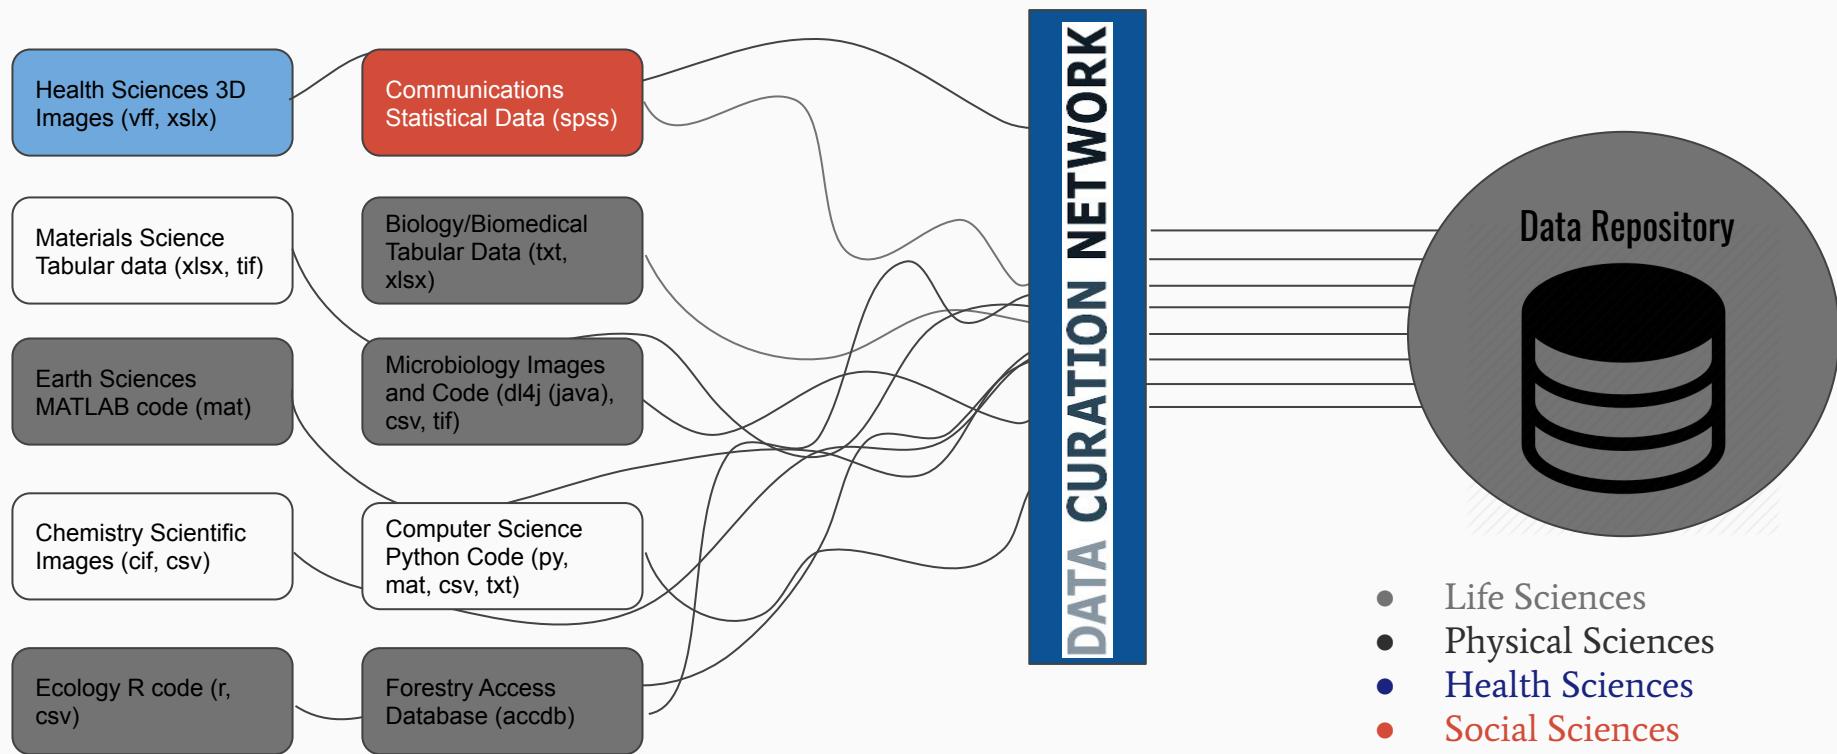 Health Sciences 3D
Images (vff, xslx)
Communications
Statistical Data (spss)
Materials Science
Tabular data (xlsx, tif)
Biology/Biomedical
Tabular Data (txt,
xlsx)
Earth Sciences
MATLAB code (mat)
Microbiology Images
and Code (dl4j (java),
csv, tif)
Chemistry Scientific
Images (cif, csv)
Computer Science
Python Code (py,
mat, csv, txt)
Ecology R code (r,
csv)
Forestry Access
Database (accdb)
DATA CURATION NETWORK
Data Repository
Life Sciences
Physical Sciences
Health Sciences
Social Sciences